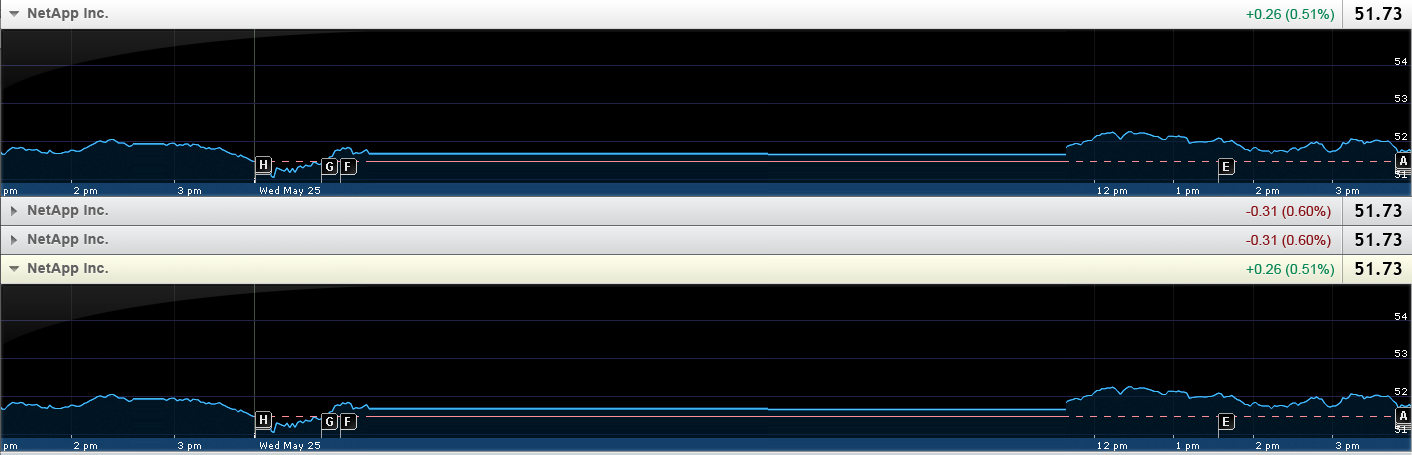 NetApp Inc. +0.26 (0.51%) 51.73
54
53
52
H G F E A
51
pm 2 pm 3 pm Wed May 25 12 pm 1 pm 2 pm 3 pm
NetApp Inc. -0.31 (0.60%) 51.73
NetApp Inc. -0.31 (0.60%) 51.73
NetApp Inc. +0.26 (0.51%) 51.73
54
53
52
H G F E A
51
pm 2 pm 3 pm Wed May 25 12 pm 1 pm 2 pm 3 pm